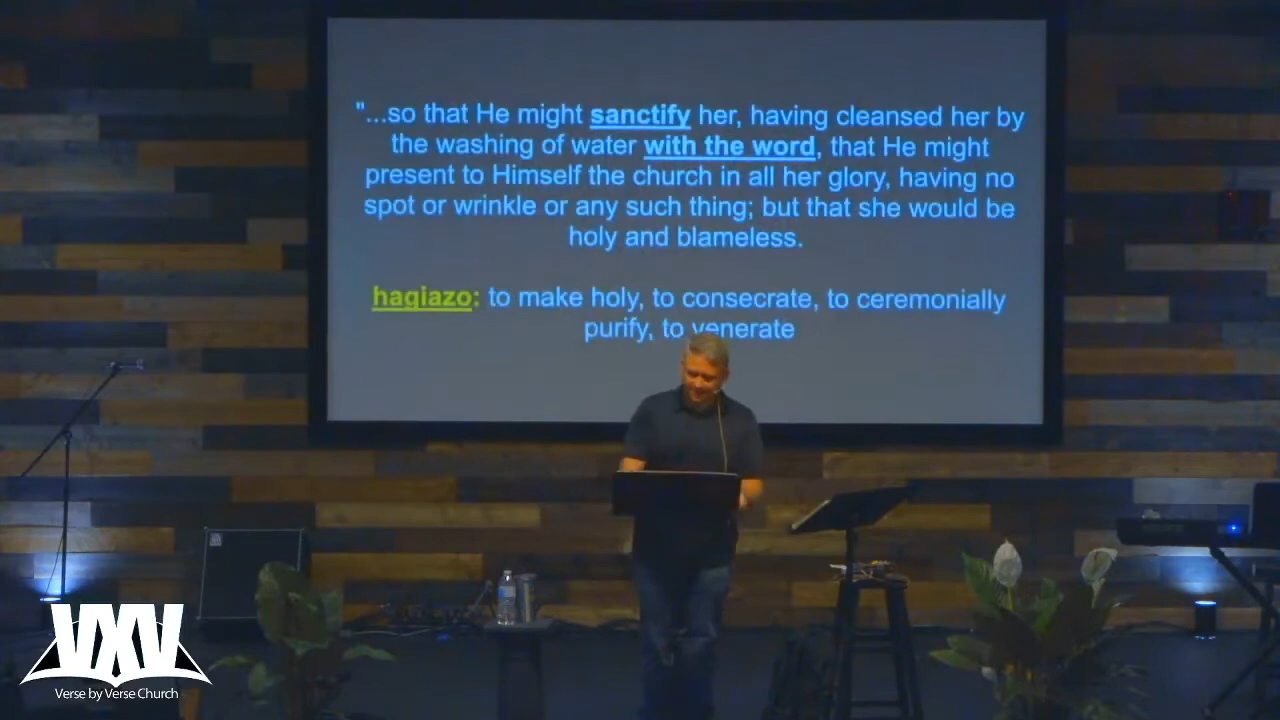 "...so that He might sanctify her, having cleansed her by
the washing of water with the word, that He might
present to Himself the church in all her glory, having no
spot or wrinkle or any such thing; but that she would be
holy and blameless.
hagiazo: to make holy, to consecrate, to ceremonially
purify, to venerate
VXV
Verse by Verse Church